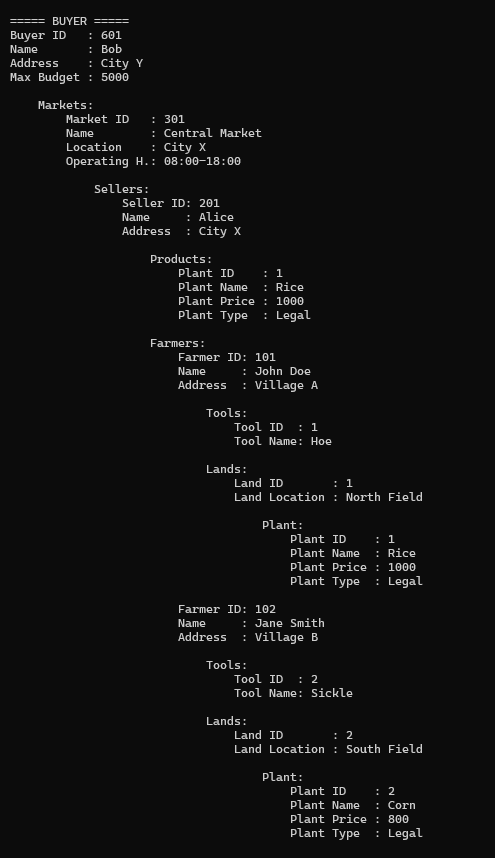 ===== BUYER =====
Buyer ID   : 601
Name       : Bob
Address    : City Y
Max Budget : 5000
Markets:
Market ID   : 301
Name        : Central Market
Location    : City X
Operating H.: 08:00-18:00
Sellers:
Seller ID: 201
Name     : Alice
Address  : City X
Products:
Plant ID    : 1
Plant Name  : Rice
Plant Price : 1000
Plant Type  : Legal
Farmers:
Farmer ID: 101
Name     : John Doe
Address  : Village A
Tools:
Tool ID  : 1
Tool Name: Hoe
Lands:
Land ID       : 1
Land Location : North Field
Plant:
Plant ID    : 1
Plant Name  : Rice
Plant Price : 1000
Plant Type  : Legal
Farmer ID: 102
Name     : Jane Smith
Address  : Village B
Tools:
Tool ID  : 2
Tool Name: Sickle
Lands:
Land ID       : 2
Land Location : South Field
Plant:
Plant ID    : 2
Plant Name  : Corn
Plant Price : 800
Plant Type  : Legal